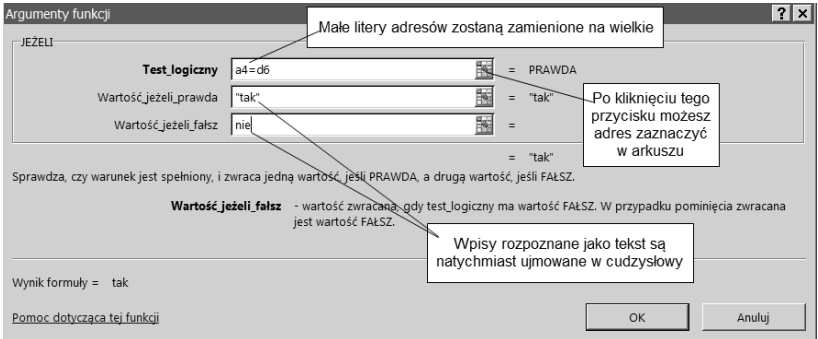 Argumenty funkcji
? ×
Małe litery adresów zostaną zamienione na wielkie
JEŻELI
Test_logiczny a4=d6 = PRAWDA
Wartość_jeżeli_prawda "tak" = "tak"
Wartość_jeżeli_fałsz nie =
Po kliknięciu tego
przycisku możesz
adres zaznaczyć
w arkuszu
= "tak"
Sprawdza, czy warunek jest spełniony, i zwraca jedną wartość, jeśli PRAWDA, a drugą wartość, jeśli FAŁSZ.
Wartość_jeżeli_fałsz - wartość zwracana, gdy test_logiczny ma wartość FAŁSZ. W przypadku pominięcia zwracana
jest wartość FAŁSZ.
Wpisy rozpoznane jako tekst są
natychmiast ujmowane w cudzysłowy
Wynik formuły = tak
Pomoc dotycząca tej funkcji
OK
Anuluj